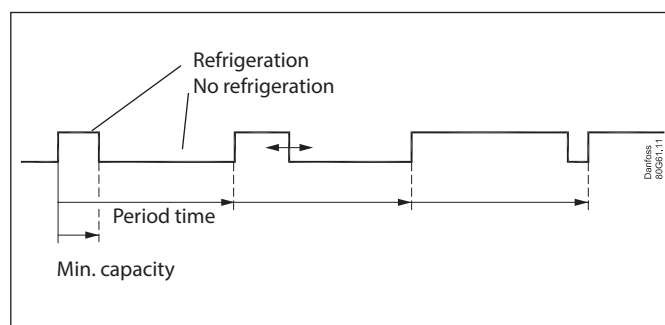 Refrigeration
No refrigeration
Period time
Min. capacity
Danfoss
80G61.11